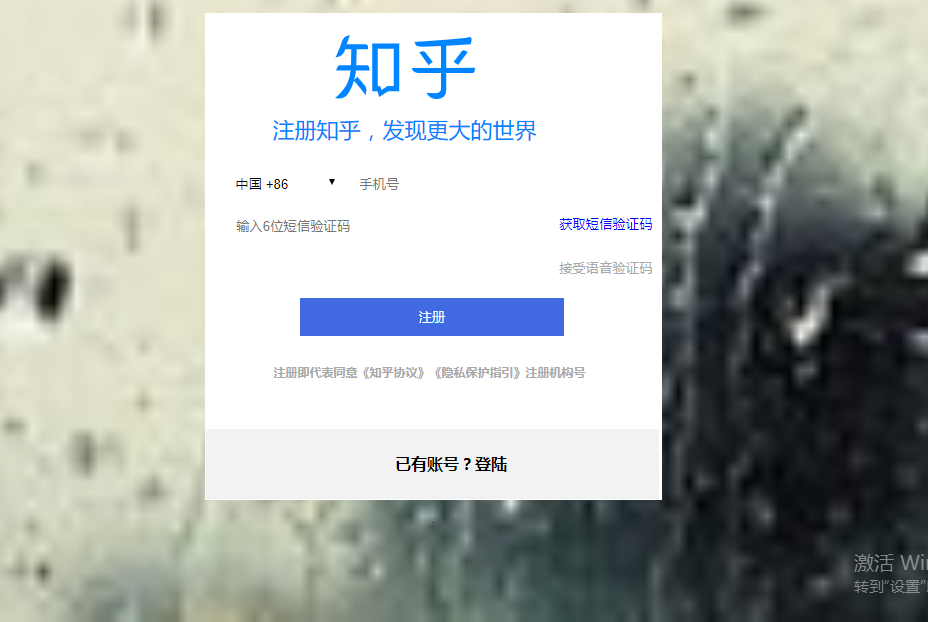 知乎
注册知乎，发现更大的世界
中国 +86 ▼ 手机号
输入6位短信验证码 获取短信验证码
接受语音验证码
注册
注册即代表同意《知乎协议》《隐私保护指引》注册机构号
已有账号？登陆
激活 Win
转到"设置"